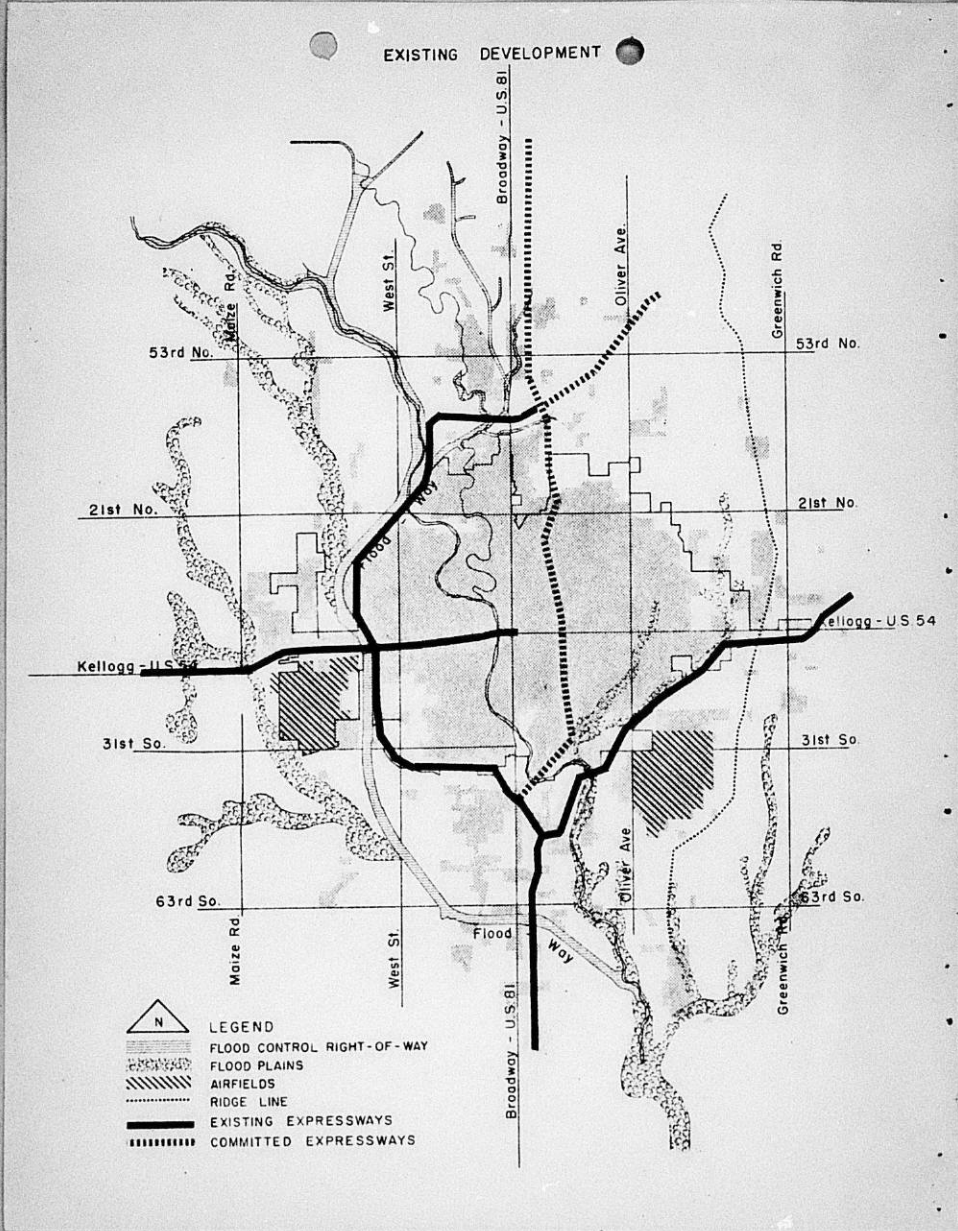 EXISTING DEVELOPMENT
Broadway - U.S.81
Oliver Ave.
West St.
Maize Rd.
Greenwich Rd.
53rd No.
53rd No.
21st No.
21st No.
Flood Way
Kellogg - U.S. 54
Kellogg - U.S. 54
31st So.
31st So.
Oliver Ave
63rd So.
63rd So.
Flood Way
Maize Rd
West St.
Broadway - U.S.81
Greenwich Rd.
N
LEGEND
FLOOD CONTROL RIGHT-OF-WAY
FLOOD PLAINS
AIRFIELDS
RIDGE LINE
EXISTING EXPRESSWAYS
COMMITTED EXPRESSWAYS